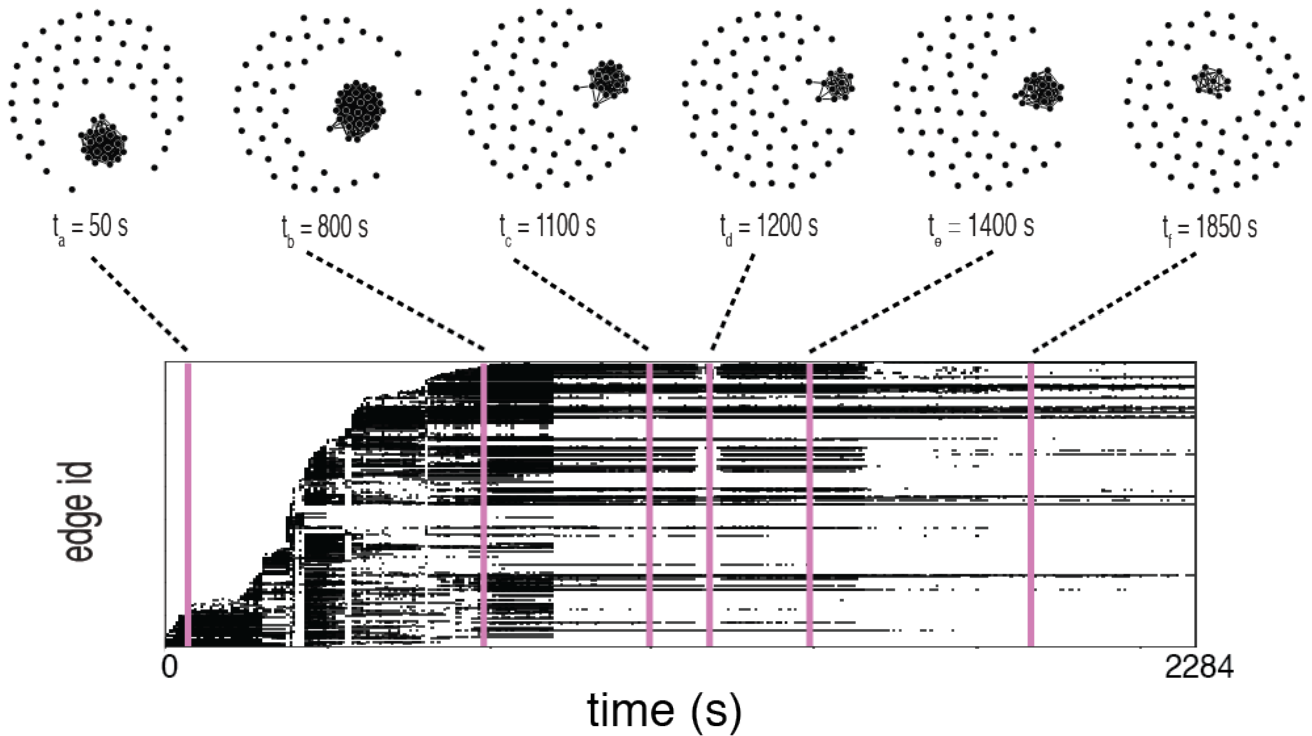 t_a = 50 s
t_b = 800 s
t_c = 1100 s
t_d = 1200 s
t_e = 1400 s
t_f = 1850 s
edge id
0
2284
time (s)